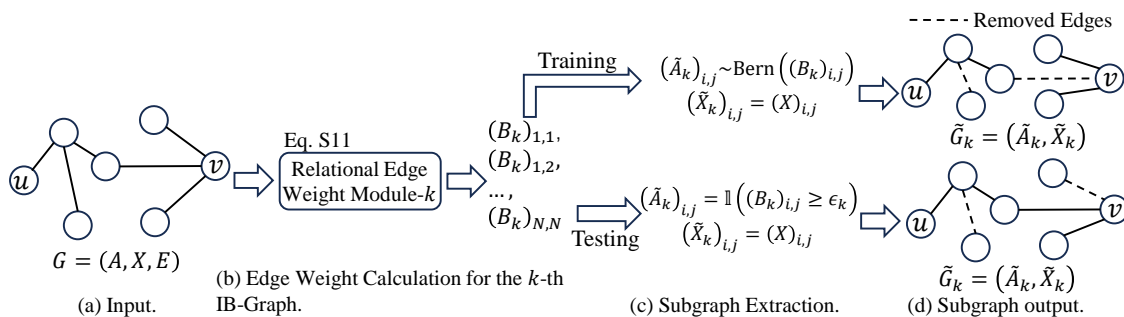 Removed Edges
Training
(Ã_k)_{i,j}~Bern((B_k)_{i,j})
(X̃_k)_{i,j} = (X)_{i,j}
u
v
G̃_k = (Ã_k, X̃_k)
Eq. S11
Relational Edge
Weight Module-k
(B_k)_{1,1},
(B_k)_{1,2},
...,
(B_k)_{N,N}
u
v
G = (A, X, E)
(Ã_k)_{i,j} = 𝕀((B_k)_{i,j} ≥ ϵ_k)
(X̃_k)_{i,j} = (X)_{i,j}
Testing
u
v
G̃_k = (Ã_k, X̃_k)
(a) Input.
(b) Edge Weight Calculation for the k-th
IB-Graph.
(c) Subgraph Extraction.
(d) Subgraph output.